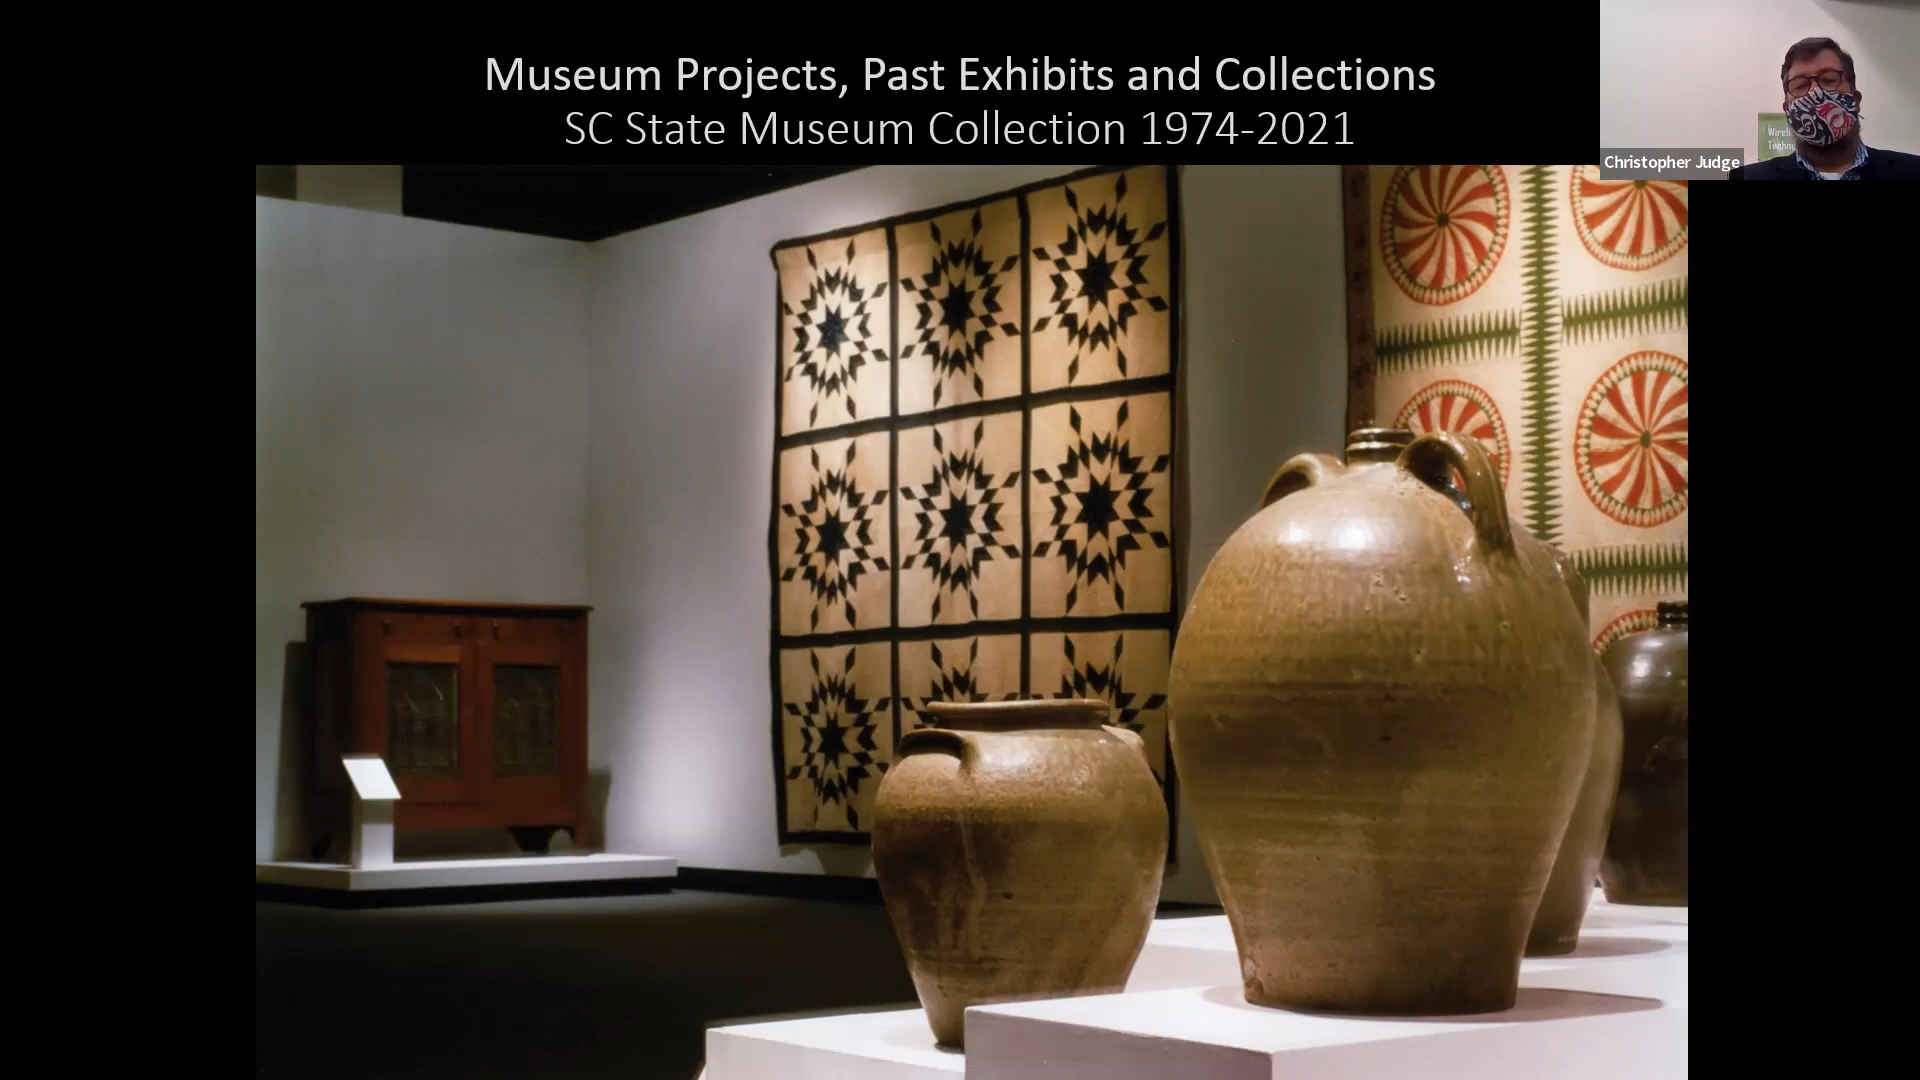 Museum Projects, Past Exhibits and Collections
SC State Museum Collection 1974-2021
Christopher Judge